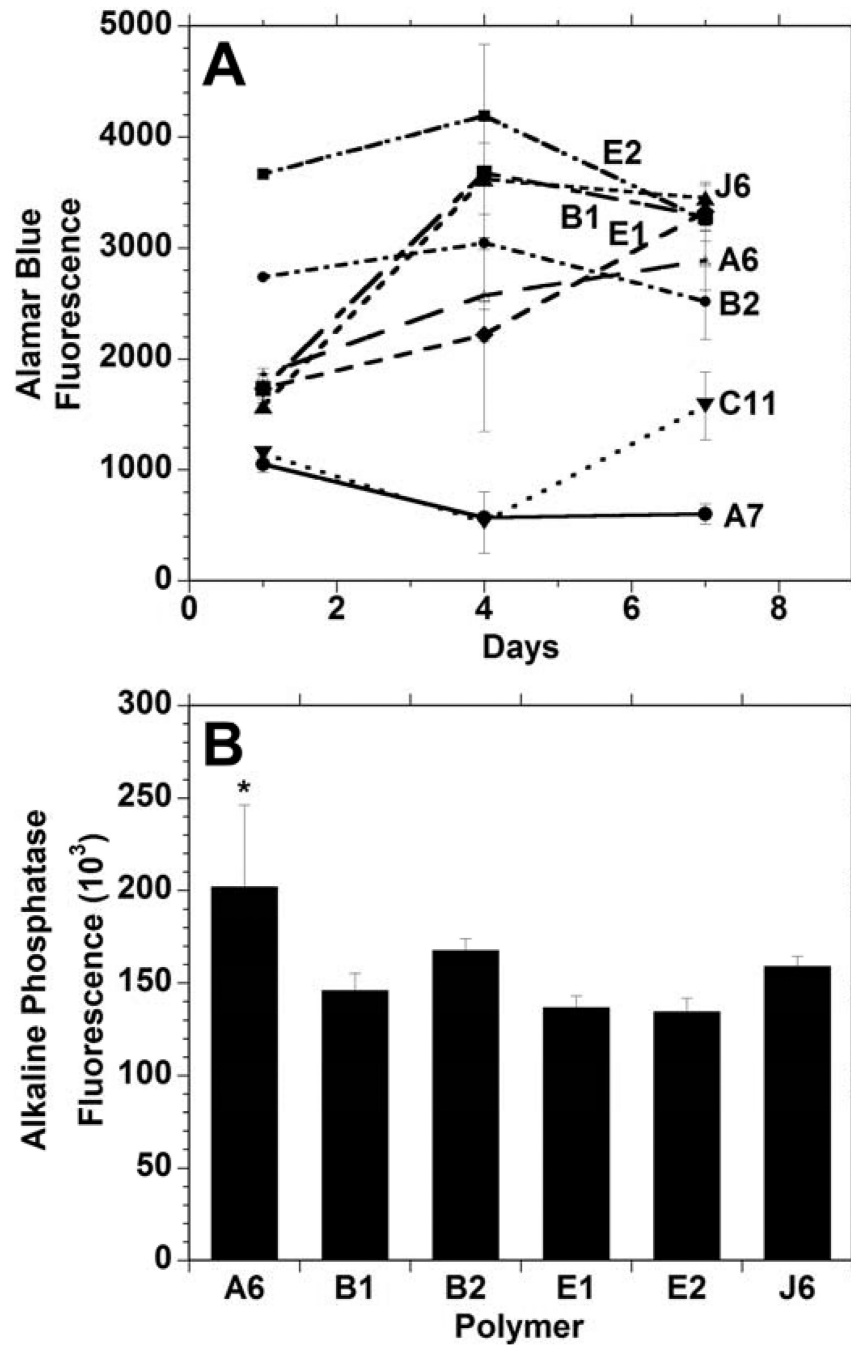 A
5000
4000
3000
2000
1000
0
Alamar Blue
Fluorescence
E2
J6
B1
E1
A6
B2
C11
A7
0 2 4 6 8
Days
B
300
250
200
150
100
50
0
Alkaline Phosphatase
Fluorescence (10³)
*
A6 B1 B2 E1 E2 J6
Polymer